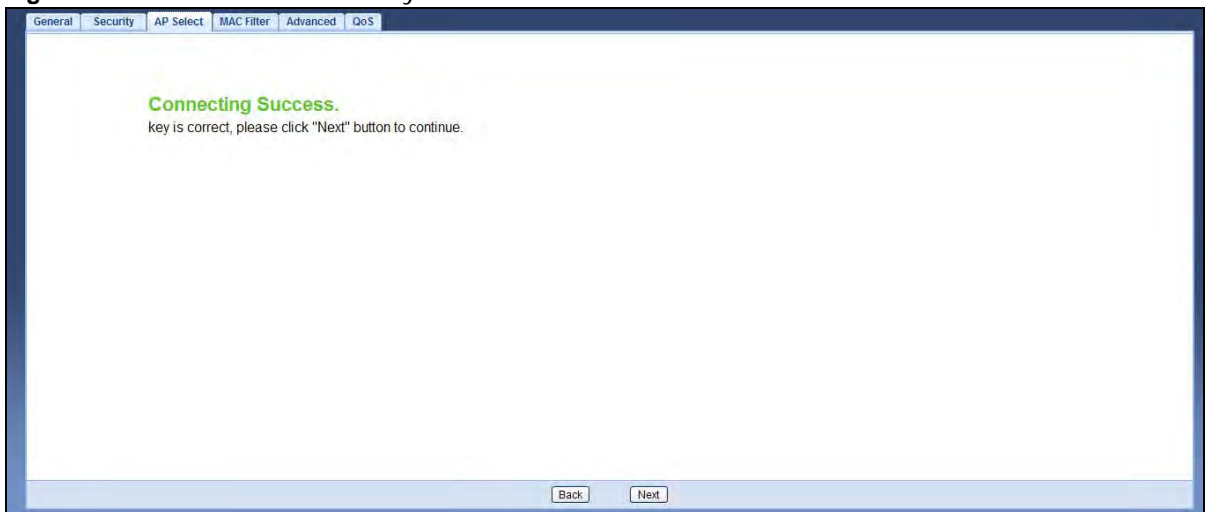 General Security AP Select MAC Filter Advanced QoS
Connecting Success.
key is correct, please click "Next" button to continue.
Back Next